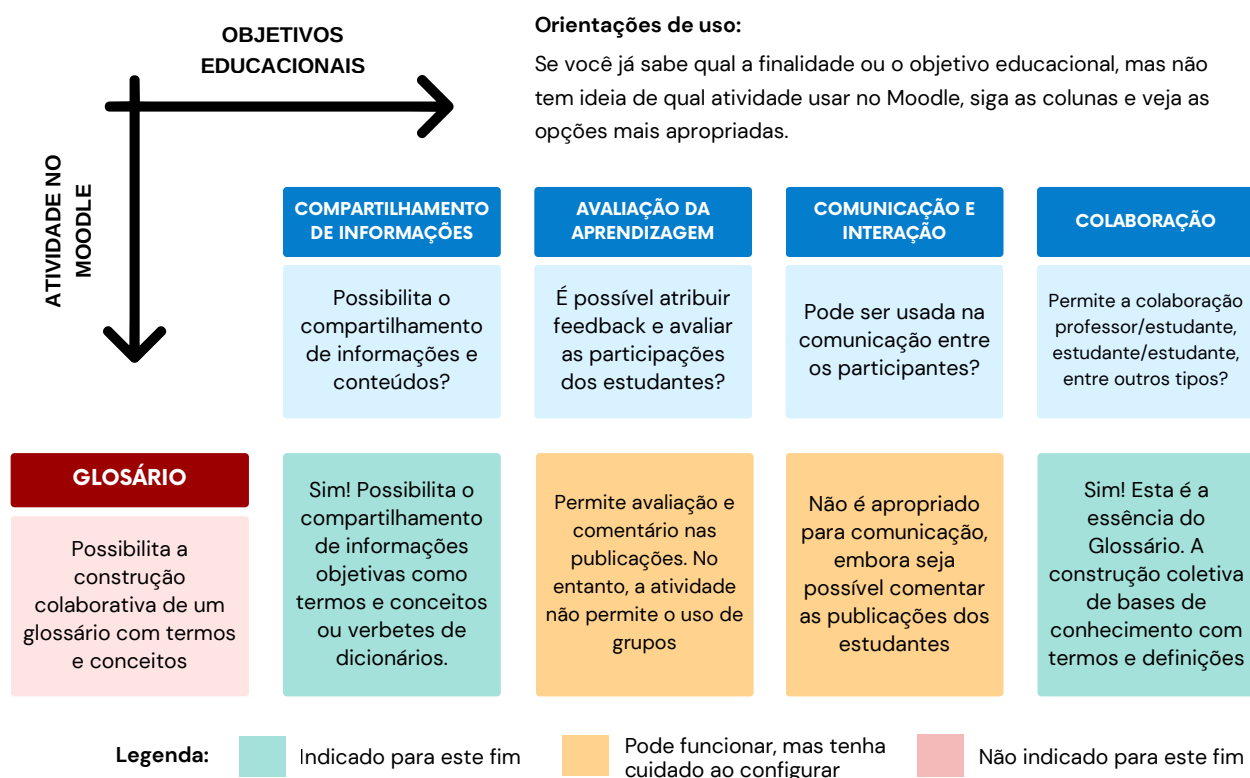 OBJETIVOS
EDUCACIONAIS
Orientações de uso:
Se você já sabe qual a finalidade ou o objetivo educacional, mas não
tem ideia de qual atividade usar no Moodle, siga as colunas e veja as
opções mais apropriadas.
ATIVIDADE NO
MOODLE
COMPARTILHAMENTO
DE INFORMAÇÕES
AVALIAÇÃO DA
APRENDIZAGEM
COMUNICAÇÃO E
INTERAÇÃO
COLABORAÇÃO
Possibilita o
compartilhamento
de informações e
conteúdos?
É possível atribuir
feedback e avaliar
as participações
dos estudantes?
Pode ser usada na
comunicação entre
os participantes?
Permite a colaboração
professor/estudante,
estudante/estudante,
entre outros tipos?
GLOSÁRIO
Possibilita a
construção
colaborativa de um
glossário com termos
e conceitos
Sim! Possibilita o
compartilhamento
de informações
objetivas como
termos e conceitos
ou verbetes de
dicionários.
Permite avaliação e
comentário nas
publicações. No
entanto, a atividade
não permite o uso de
grupos
Não é apropriado
para comunicação,
embora seja
possível comentar
as publicações dos
estudantes
Sim! Esta é a
essência do
Glossário. A
construção coletiva
de bases de
conhecimento com
termos e definições
Legenda:
Indicado para este fim
Pode funcionar, mas tenha
cuidado ao configurar
Não indicado para este fim